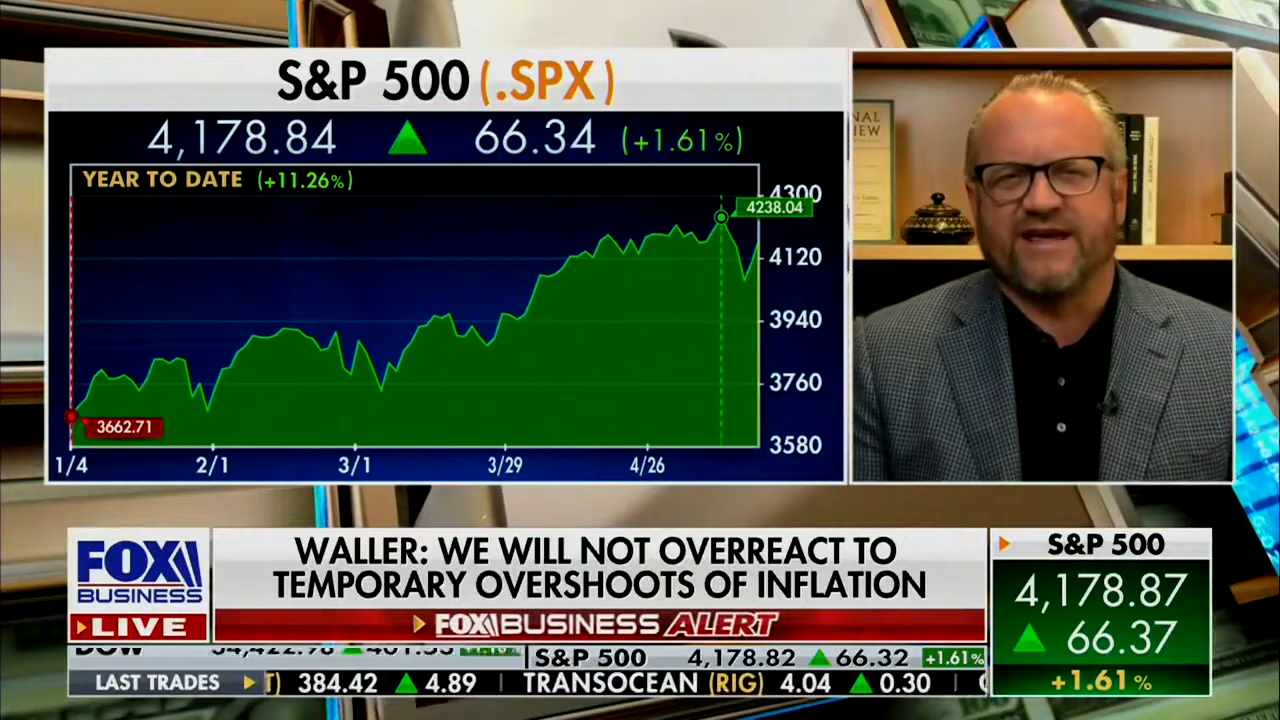 S&P 500 (.SPX)
4,178.84 ▲ 66.34 (+1.61%)
YEAR TO DATE (+11.26%)
4300
4238.04
4120
3940
3760
3662.71
3580
1/4 2/1 3/1 3/29 4/26
FOX
BUSINESS
LIVE
WALLER: WE WILL NOT OVERREACT TO
TEMPORARY OVERSHOOTS OF INFLATION
FOX BUSINESS ALERT
S&P 500
4,178.87
▲ 66.37
+1.61%
DOW
S&P 500 4,178.82 ▲ 66.32 +1.61%
LAST TRADES T) 384.42 ▲ 4.89 | TRANSOCEAN (RIG) 4.04 ▲ 0.30